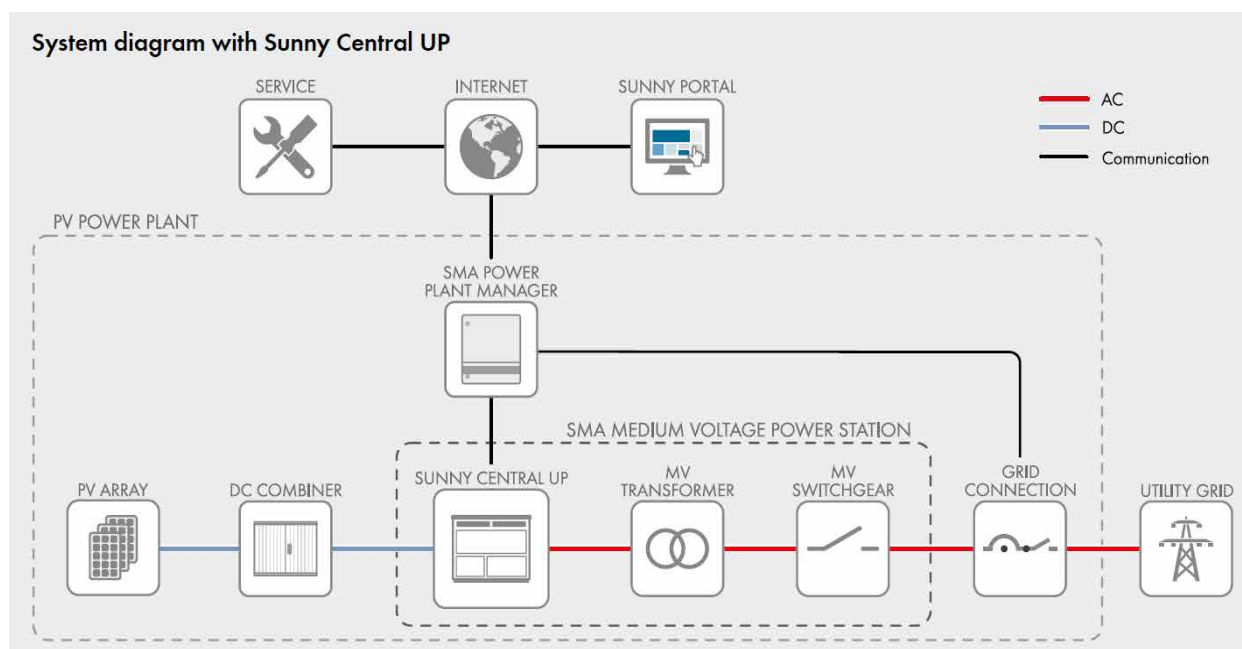 System diagram with Sunny Central UP
SERVICE
INTERNET
SUNNY PORTAL
AC
DC
Communication
PV POWER PLANT
SMA POWER
PLANT MANAGER
SMA MEDIUM VOLTAGE POWER STATION
PV ARRAY
DC COMBINER
SUNNY CENTRAL UP
MV
TRANSFORMER
MV
SWITCHGEAR
GRID
CONNECTION
UTILITY GRID